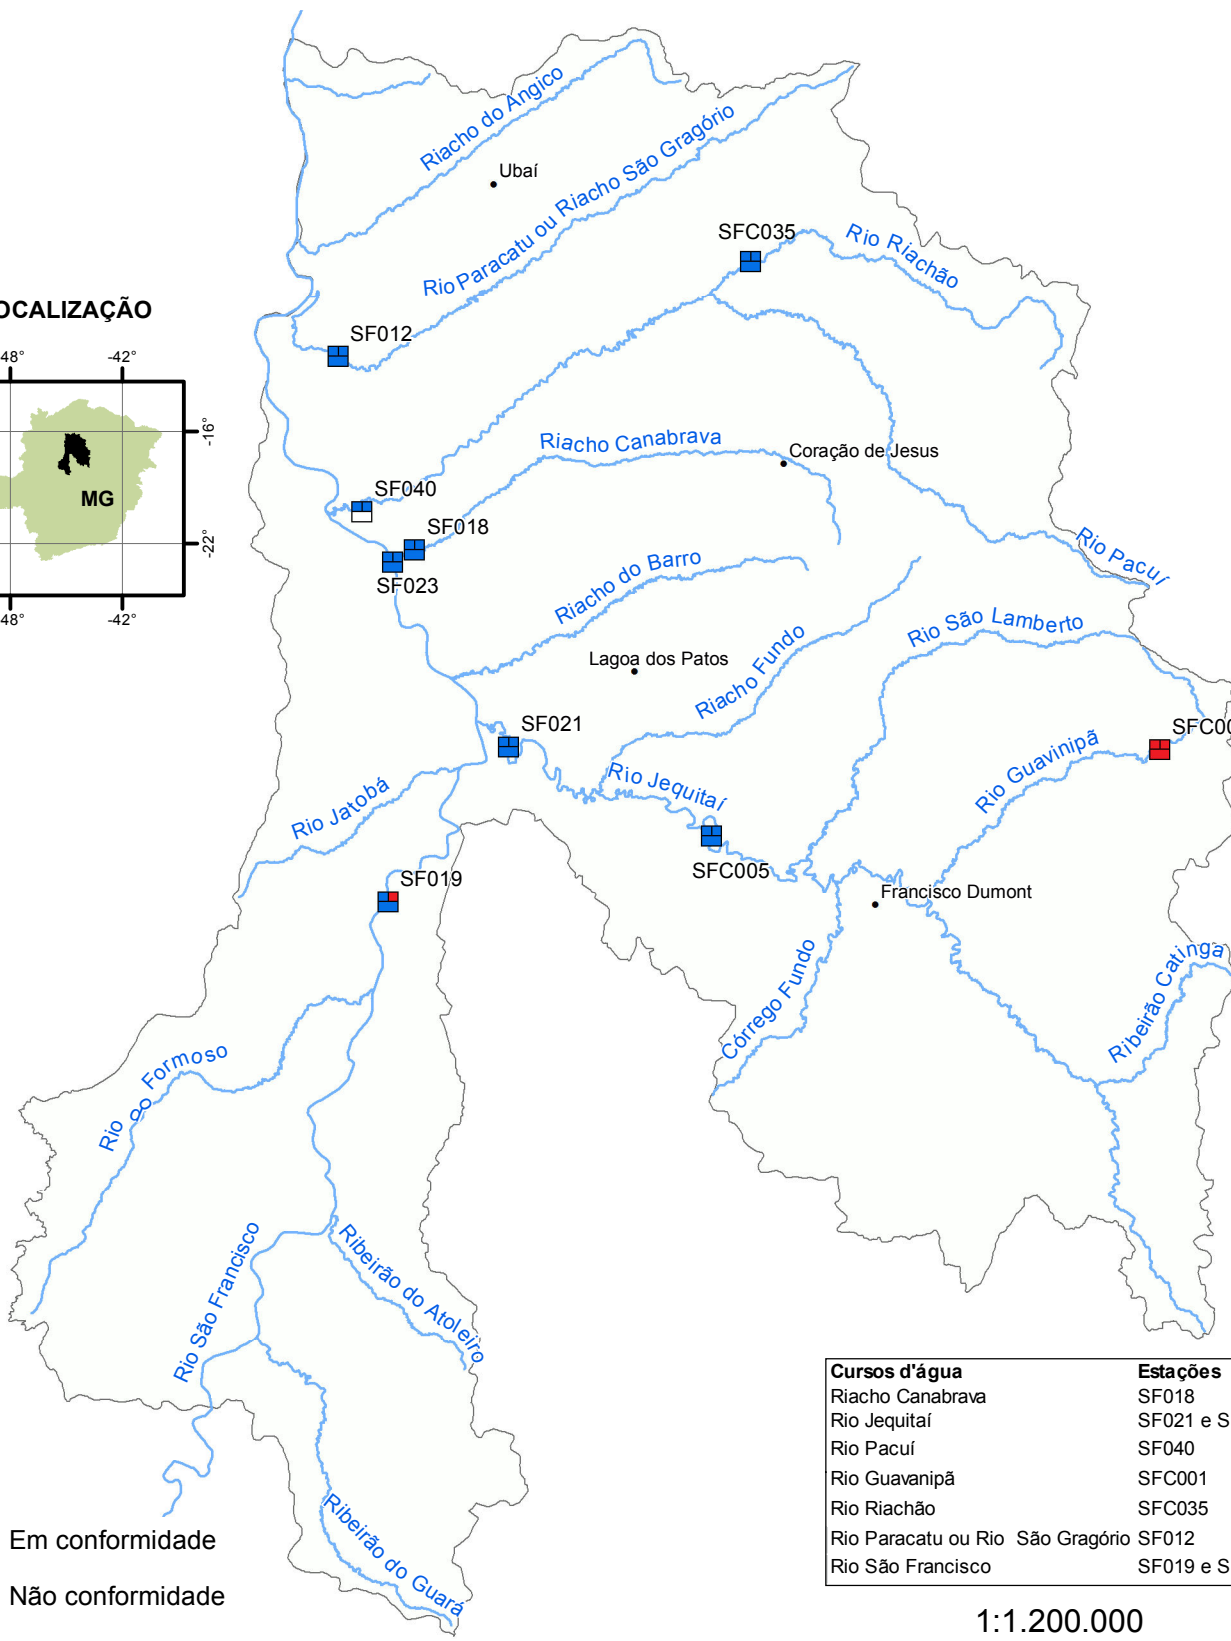 Riacho do Angico
Ubaí
Rio Paracatu ou Riacho São Gragório
SFC035
Rio Riachão
OCALIZAÇÃO
48°
-42°
-16°
MG
-22°
48°
-42°
SF012
Riacho Canabrava
Coração de Jesus
SF040
SF018
SF023
Rio Pacuí
Riacho do Barro
Rio São Lamberto
Lagoa dos Patos
Riacho Fundo
SF021
SFC00
Rio Guavinipã
Rio Jequitaí
Rio Jatobá
SFC005
SF019
Francisco Dumont
Córrego Fundo
Ribeirão Catinga
Rio do Formoso
Rio São Francisco
Ribeirão do Atoleiro
Ribeirão do Guará
Cursos d'água Estações
Riacho Canabrava SF018
Rio Jequitaí SF021 e S
Rio Pacuí SF040
Rio Guavanipã SFC001
Rio Riachão SFC035
Rio Paracatu ou Rio São Gragório SF012
Rio São Francisco SF019 e S
Em conformidade
Não conformidade
1:1.200.000